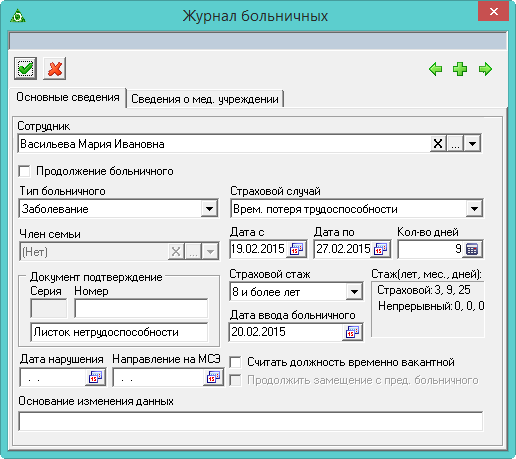 Журнал больничных
Основные сведения
Сведения о мед. учреждении
Сотрудник
Васильева Мария Ивановна
X
...
Продолжение больничного
Тип больничного
Страховой случай
Заболевание
Врем. потеря трудоспособности
Член семьи
Дата с
Дата по
Кол-во дней
(Нет)
X
...
19.02.2015
27.02.2015
9
Документ подтверждение
Страховой стаж
Стаж(лет, мес., дней):
Серия
Номер
8 и более лет
Страховой: 3, 9, 25
Непрерывный: 0, 0, 0
Дата ввода больничного
Листок нетрудоспособности
20.02.2015
Дата нарушения
Направление на МСЭ
Считать должность временно вакантной
. .
. .
Продолжить замещение с пред. больничного
Основание изменения данных